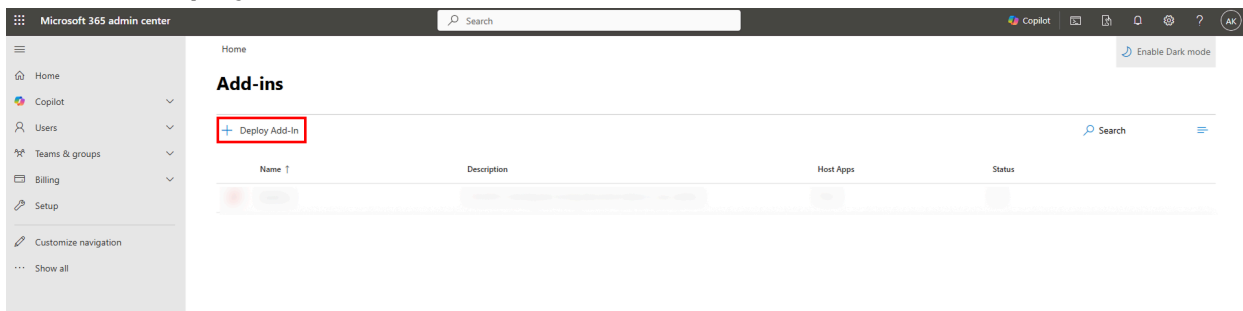 Microsoft 365 admin center
Search
Copilot
?
AK
Home
Enable Dark mode
Add-ins
Home
Copilot
Users
Teams & groups
Billing
Setup
Customize navigation
Show all
+ Deploy Add-In
Search
Name ↑
Description
Host Apps
Status